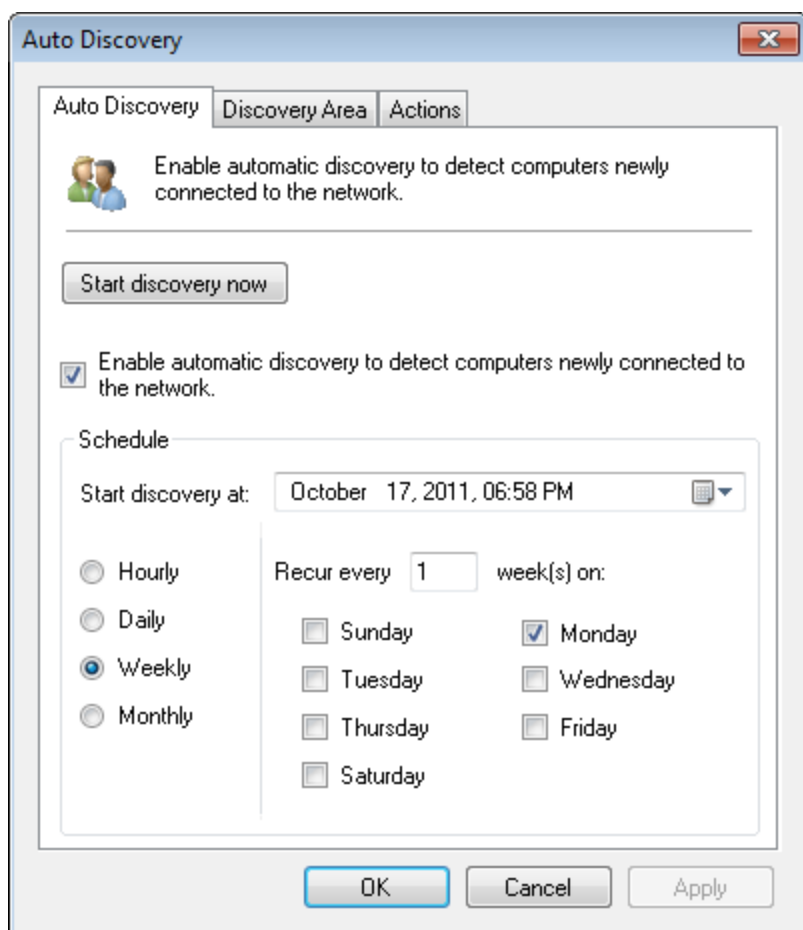 Auto Discovery
Auto Discovery Discovery Area Actions
Enable automatic discovery to detect computers newly
connected to the network.
Start discovery now
Enable automatic discovery to detect computers newly connected to
the network.
Schedule
Start discovery at: October 17, 2011, 06:58 PM
Hourly Recur every 1 week(s) on:
Daily Sunday Monday
Weekly Tuesday Wednesday
Monthly Thursday Friday
Saturday
OK Cancel Apply